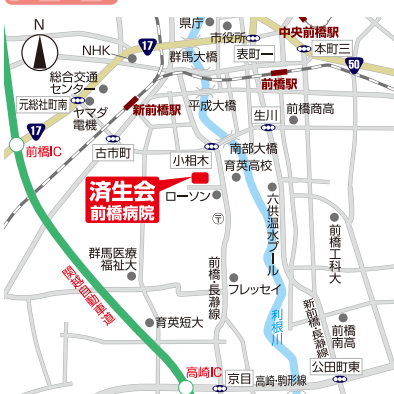 N
県庁
市役所
中央前橋駅
NHK
17
群馬大橋
表町一
本町三
50
総合交通
センター
前橋駅
元総社町南
ヤマダ
電機
新前橋駅
平成大橋
生川
前橋商高
17
古市町
南部大橋
前橋IC
小相木
育英高校
済生会
前橋病院
ローソン
〒
六供温水プール
前橋工科大
群馬医療
福祉大
前橋・長瀞線
フレッセイ
関越自動車道
利根川
新前橋・長瀞線
育英短大
前橋
南高
高崎IC
京目
高崎・駒形線
公田町東